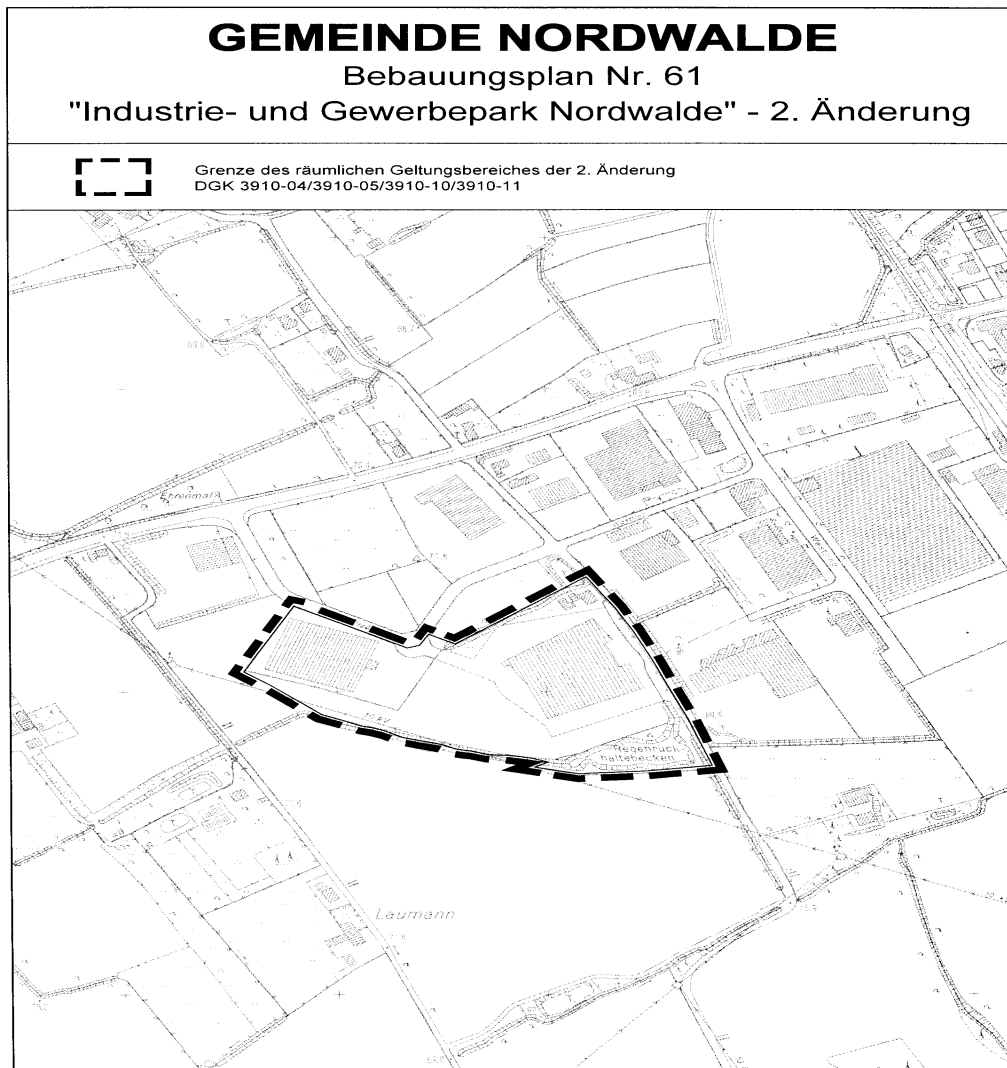 GEMEINDE NORDWALDE
Bebauungsplan Nr. 61
"Industrie- und Gewerbepark Nordwalde" - 2. Änderung
Grenze des räumlichen Geltungsbereiches der 2. Änderung
DGK 3910-04/3910-05/3910-10/3910-11
Ehrenmal
Regenrück-
haltebecken
Laumann